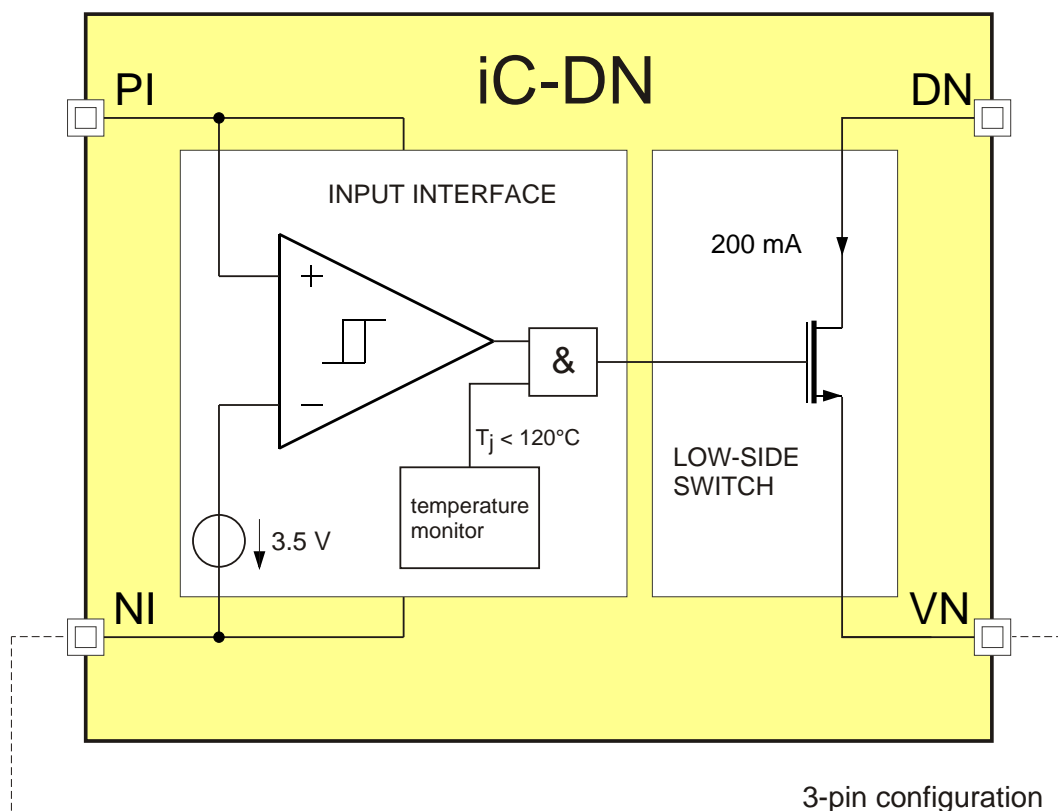 iC-DN
PI
DN
INPUT INTERFACE
200 mA
+
&
−
Tj < 120°C
LOW-SIDE
SWITCH
temperature
monitor
3.5 V
NI
VN
3-pin configuration